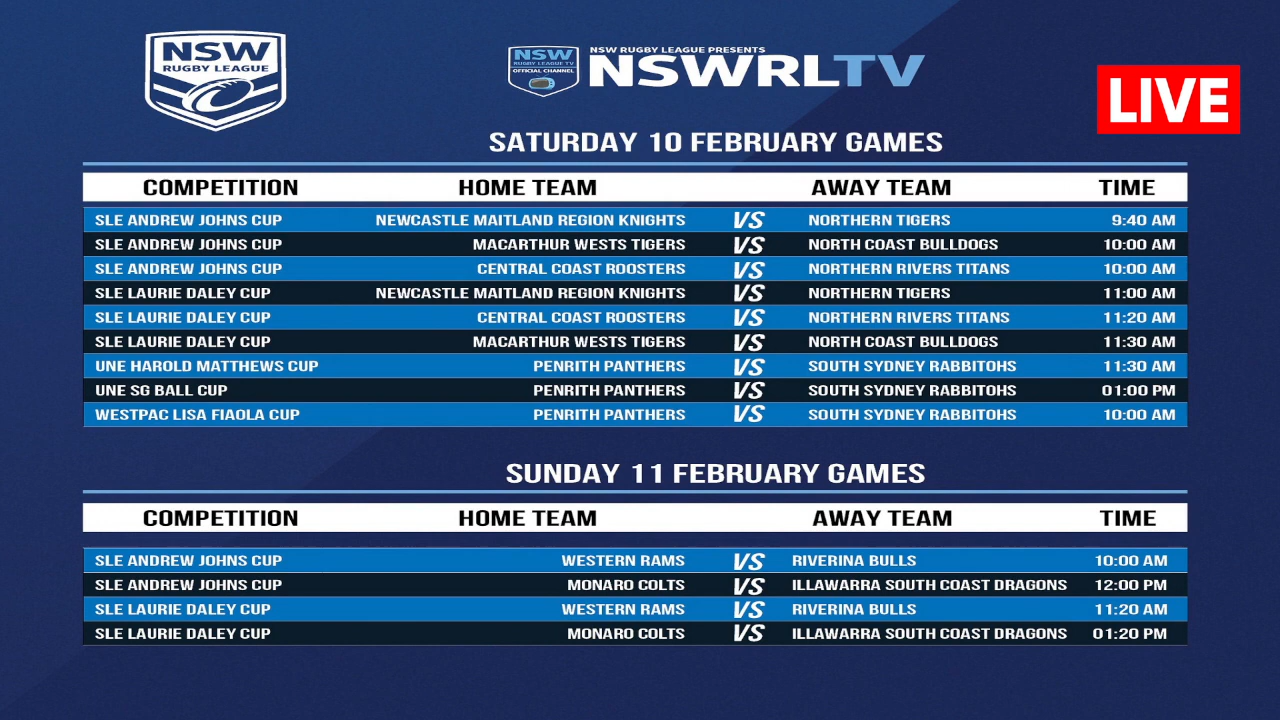 NSW
RUGBY LEAGUE
NSW
RUGBY LEAGUE TV
OFFICIAL CHANNEL
NSW RUGBY LEAGUE PRESENTS
NSWRLTV
LIVE
SATURDAY 10 FEBRUARY GAMES
COMPETITION HOME TEAM AWAY TEAM TIME
SLE ANDREW JOHNS CUP NEWCASTLE MAITLAND REGION KNIGHTS VS NORTHERN TIGERS 9:40 AM
SLE ANDREW JOHNS CUP MACARTHUR WESTS TIGERS VS NORTH COAST BULLDOGS 10:00 AM
SLE ANDREW JOHNS CUP CENTRAL COAST ROOSTERS VS NORTHERN RIVERS TITANS 10:00 AM
SLE LAURIE DALEY CUP NEWCASTLE MAITLAND REGION KNIGHTS VS NORTHERN TIGERS 11:00 AM
SLE LAURIE DALEY CUP CENTRAL COAST ROOSTERS VS NORTHERN RIVERS TITANS 11:20 AM
SLE LAURIE DALEY CUP MACARTHUR WESTS TIGERS VS NORTH COAST BULLDOGS 11:30 AM
UNE HAROLD MATTHEWS CUP PENRITH PANTHERS VS SOUTH SYDNEY RABBITOHS 11:30 AM
UNE SG BALL CUP PENRITH PANTHERS VS SOUTH SYDNEY RABBITOHS 01:00 PM
WESTPAC LISA FIAOLA CUP PENRITH PANTHERS VS SOUTH SYDNEY RABBITOHS 10:00 AM
SUNDAY 11 FEBRUARY GAMES
COMPETITION HOME TEAM AWAY TEAM TIME
SLE ANDREW JOHNS CUP WESTERN RAMS VS RIVERINA BULLS 10:00 AM
SLE ANDREW JOHNS CUP MONARO COLTS VS ILLAWARRA SOUTH COAST DRAGONS 12:00 PM
SLE LAURIE DALEY CUP WESTERN RAMS VS RIVERINA BULLS 11:20 AM
SLE LAURIE DALEY CUP MONARO COLTS VS ILLAWARRA SOUTH COAST DRAGONS 01:20 PM